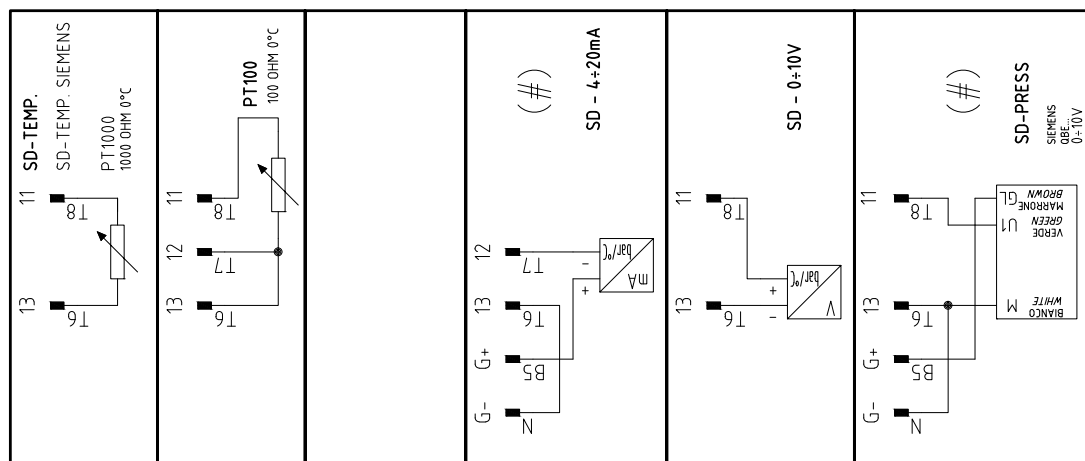 SD-TEMP.
SD-TEMP. SIEMENS
PT1000
1000 OHM 0°C
11
T8
13
T6
PT100
100 OHM 0°C
11
T8
12
T7
13
T6
(#)
SD - 4÷20mA
12
T7
13
T6
G+
B5
G-
N
-
+
bar/°C
mA
SD - 0÷10V
11
T8
13
T6
+
-
bar/°C
V
(#)
SD-PRESS
SIEMENS
QBE...
0÷10V
11
T8
13
T6
G+
B5
G-
N
GL
MARRONE
BROWN
U1
VERDE
GREEN
M
BIANCO
WHITE